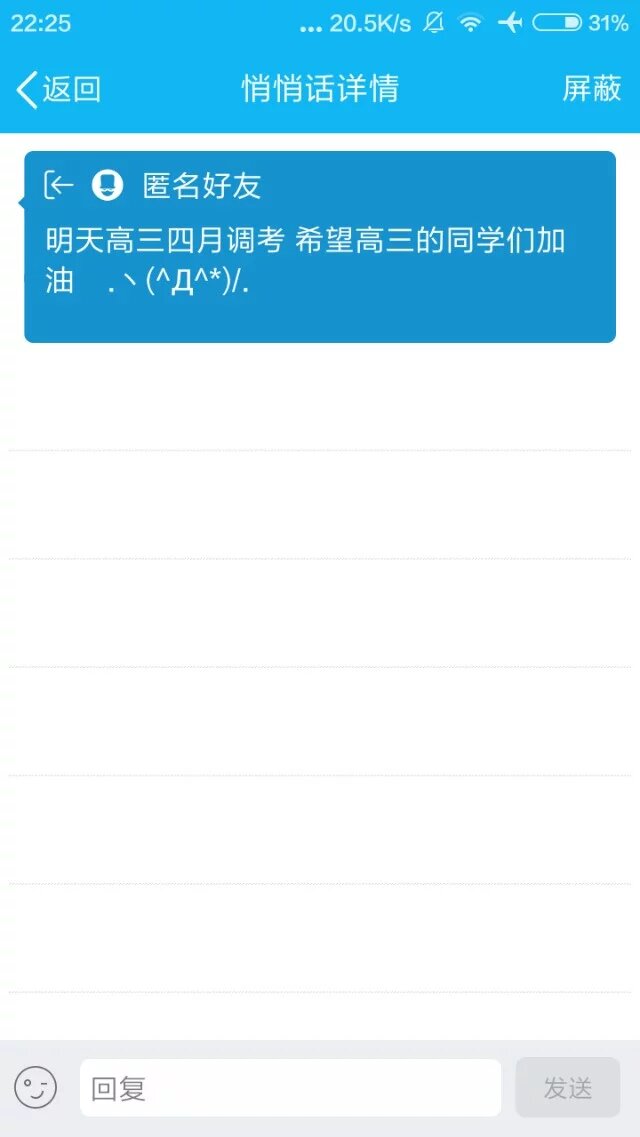 22:25 ... 20.5K/s 31%
返回 悄悄话详情 屏蔽
匿名好友
明天高三四月调考 希望高三的同学们加
油 .ヽ(^Д^*)/.
回复 发送